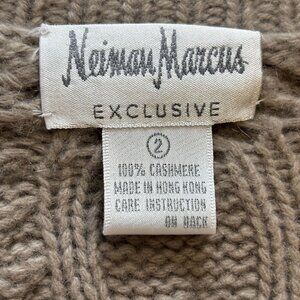 Neiman Marcus
EXCLUSIVE
2
100% CASHMERE
MADE IN HONG KONG
CARE INSTRUCTION
ON BACK